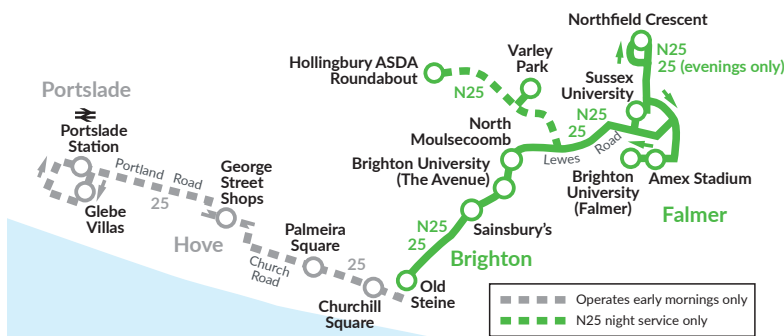 Northfield Crescent
N25
25 (evenings only)
Hollingbury ASDA
Roundabout
N25
Varley
Park
Sussex
University
N25
25
Portslade
Portslade
Station
Portland Road
25
Glebe
Villas
George
Street
Shops
Hove
North
Moulsecoomb
Brighton University
(The Avenue)
Lewes Road
Brighton
University
(Falmer)
Amex Stadium
Falmer
Sainsbury's
N25
25
Brighton
Palmeira
Square
Church
Road
25
Churchill
Square
Old
Steine
Operates early mornings only
N25 night service only